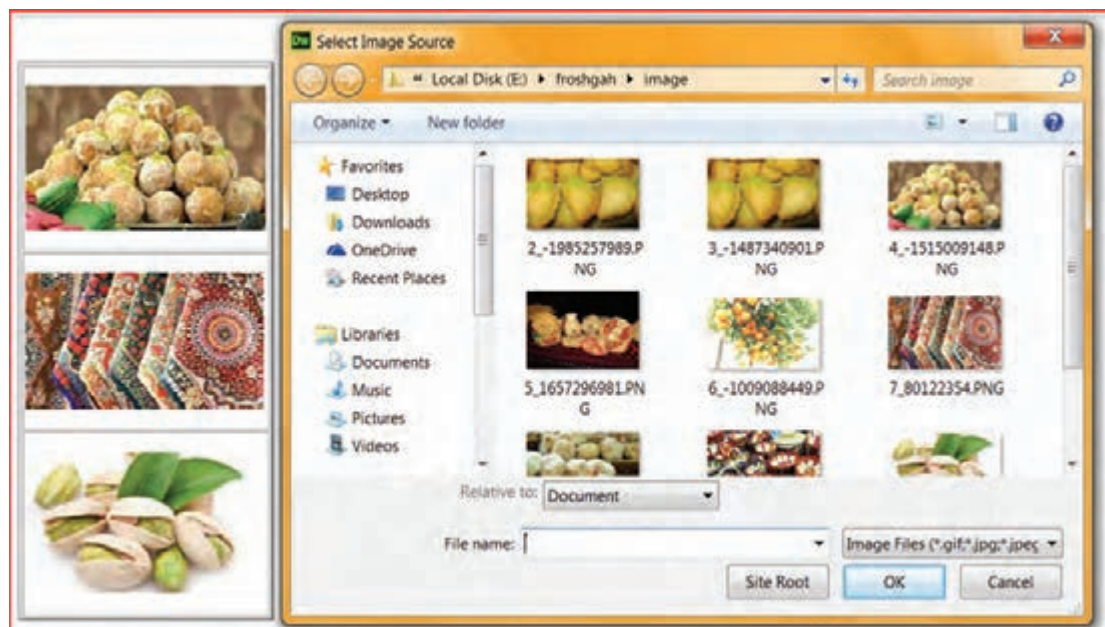 Dw Select Image Source
Local Disk (E:) froshgah image
Search image
Organize
New folder
Favorites
Desktop
Downloads
OneDrive
Recent Places
Libraries
Documents
Music
Pictures
Videos
2_-1985257989.P
NG
3_-1487340901.P
NG
4_-1515009148.P
NG
5_1657296981.PN
G
6_-1009088449.P
NG
7_80122354.PNG
Relative to: Document
File name:
Image Files (*.gif;*.jpg;*.jpeg
Site Root
OK
Cancel